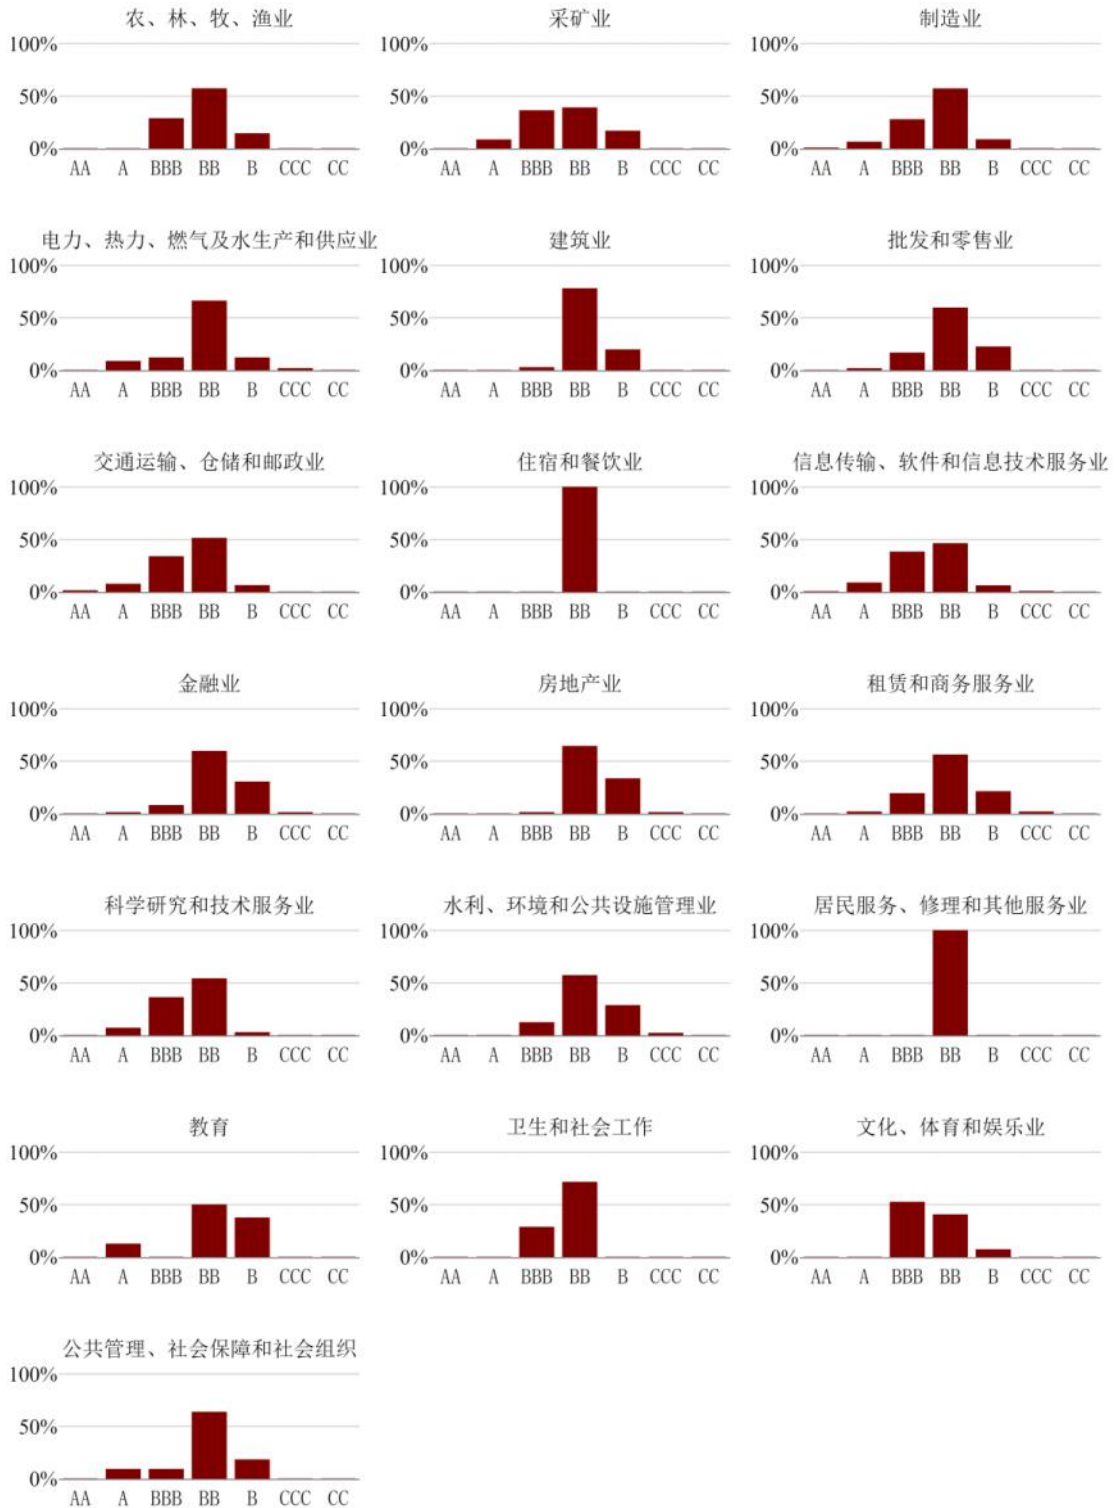 农、林、牧、渔业 采矿业 制造业
100% 100% 100%
50% 50% 50%
0% 0% 0%
AA A BBB BB B CCC CC AA A BBB BB B CCC CC AA A BBB BB B CCC CC
电力、热力、燃气及水生产和供应业 建筑业 批发和零售业
100% 100% 100%
50% 50% 50%
0% 0% 0%
AA A BBB BB B CCC CC AA A BBB BB B CCC CC AA A BBB BB B CCC CC
交通运输、仓储和邮政业 住宿和餐饮业 信息传输、软件和信息技术服务业
100% 100% 100%
50% 50% 50%
0% 0% 0%
AA A BBB BB B CCC CC AA A BBB BB B CCC CC AA A BBB BB B CCC CC
金融业 房地产业 租赁和商务服务业
100% 100% 100%
50% 50% 50%
0% 0% 0%
AA A BBB BB B CCC CC AA A BBB BB B CCC CC AA A BBB BB B CCC CC
科学研究和技术服务业 水利、环境和公共设施管理业 居民服务、修理和其他服务业
100% 100% 100%
50% 50% 50%
0% 0% 0%
AA A BBB BB B CCC CC AA A BBB BB B CCC CC AA A BBB BB B CCC CC
教育 卫生和社会工作 文化、体育和娱乐业
100% 100% 100%
50% 50% 50%
0% 0% 0%
AA A BBB BB B CCC CC AA A BBB BB B CCC CC AA A BBB BB B CCC CC
公共管理、社会保障和社会组织
100%
50%
0%
AA A BBB BB B CCC CC